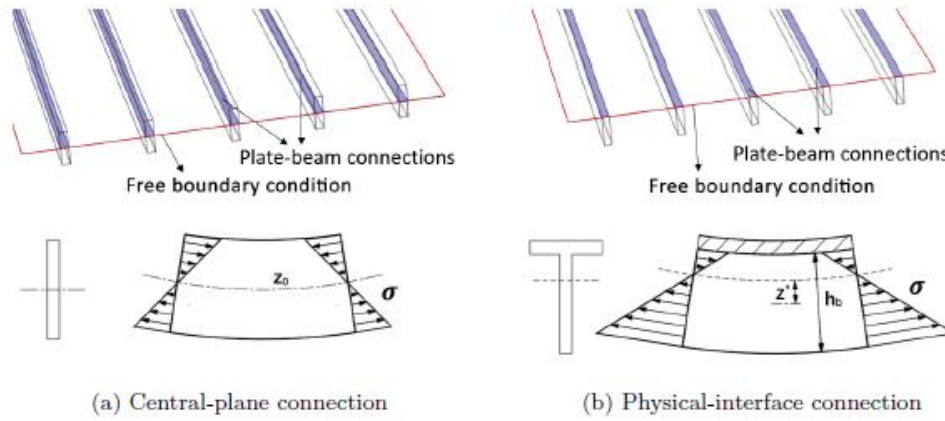 Plate-beam connections
Free boundary condition
Plate-beam connections
Free boundary condition
z₀
σ
z*
h_b
σ
(a) Central-plane connection
(b) Physical-interface connection